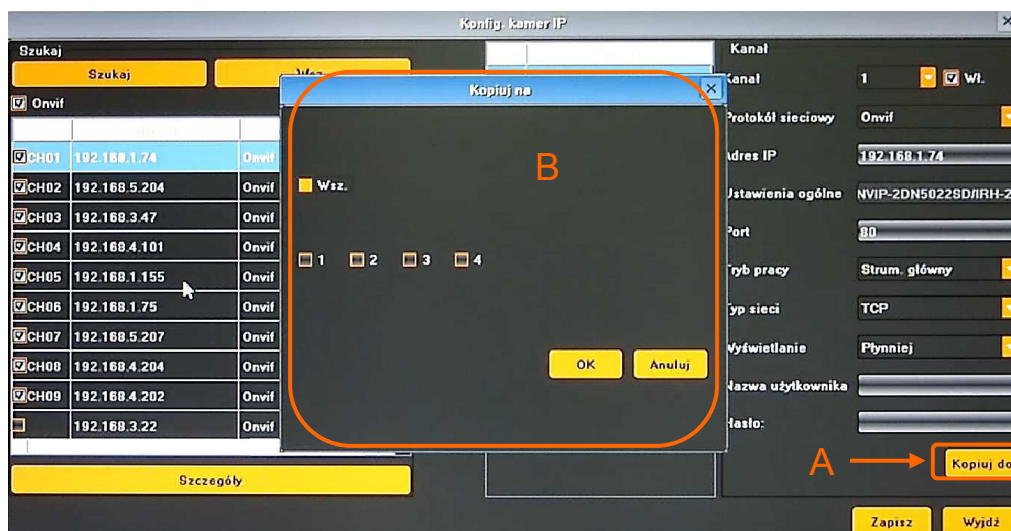 Konfig. kamer IP
Szukaj
Szukaj
Onvif
CH01 192.168.1.74 Onvif
CH02 192.168.5.204 Onvif
CH03 192.168.3.47 Onvif
CH04 192.168.4.101 Onvif
CH05 192.168.1.155 Onvif
CH06 192.168.1.75 Onvif
CH07 192.168.5.207 Onvif
CH08 192.168.4.204 Onvif
CH09 192.168.4.202 Onvif
192.168.3.22 Onvif
Szczegóły
Kopiuj na
B
Wsz.
1 2 3 4
OK Anuluj
Kanał
Kanał 1 Wł.
Protokół sieciowy Onvif
Adres IP 192.168.1.74
Ustawienia ogólne NVIP-2DN5022SD/IRH-2
Port 80
Tryb pracy Strum. główny
Typ sieci TCP
Wyświetlanie Płynniej
Nazwa użytkownika
Hasło:
A Kopiuj do
Zapisz Wyjdź